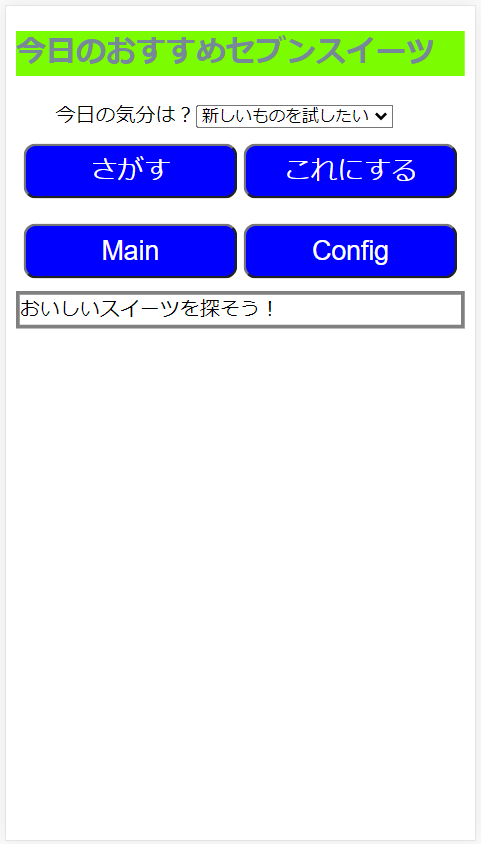 今日のおすすめセブンスイーツ
今日の気分は？新しいものを試したい
さがす これにする
Main Config
おいしいスイーツを探そう！